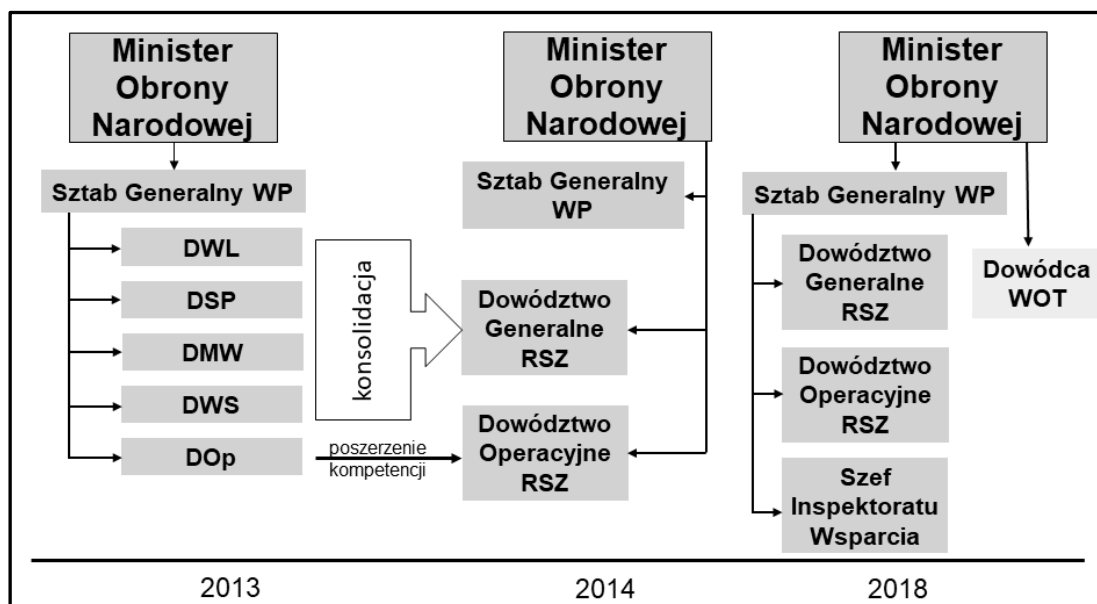 Minister
Obrony
Narodowej
Sztab Generalny WP
DWL
DSP
DMW
DWS
DOp
konsolidacja
poszerzenie
kompetencji
2013
Minister
Obrony
Narodowej
Sztab Generalny
WP
Dowództwo
Generalne
RSZ
Dowództwo
Operacyjne
RSZ
2014
Minister
Obrony
Narodowej
Sztab Generalny WP
Dowództwo
Generalne
RSZ
Dowództwo
Operacyjne
RSZ
Szef
Inspektoratu
Wsparcia
Dowódca
WOT
2018